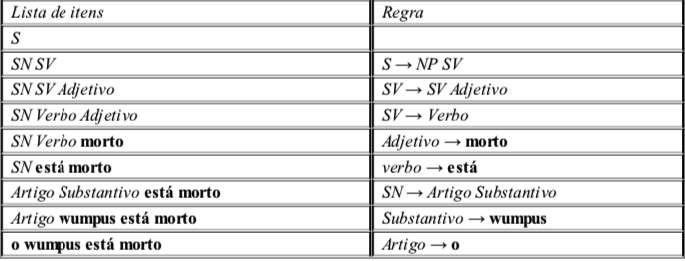 Lista de itens Regra
S
SN SV S → NP SV
SN SV Adjetivo SV → SV Adjetivo
SN Verbo Adjetivo SV → Verbo
SN Verbo morto Adjetivo → morto
SN está morto verbo → está
Artigo Substantivo está morto SN → Artigo Substantivo
Artigo wumpus está morto Substantivo → wumpus
o wumpus está morto Artigo → o